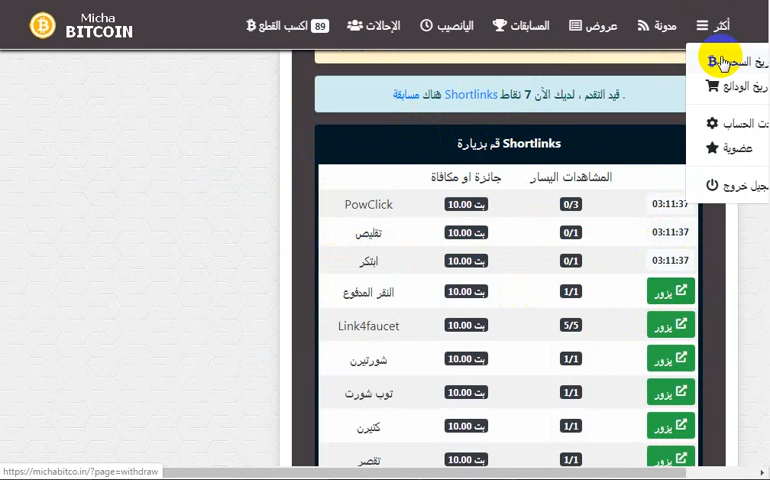 Micha
BITCOIN
أكثر
مدونة
عروض
المسابقات
اليانصيب
الإحالات
89 اكسب القطع
يخ السحب
ريخ الودائع
ت الحساب
عضوية
جيل خروج
هناك مسابقة Shortlinks قيد التقدم ، لديك الآن 7 نقاط .
قم بزيارة Shortlinks
المشاهدات اليسار جائزة او مكافاة
PowClick 10.00 بت 0/3 03:11:37
تقليص 10.00 بت 0/1 03:11:37
ابتكر 10.00 بت 0/1 03:11:37
النقر المدفوع 10.00 بت 1/1 يزور
Link4faucet 10.00 بت 5/5 يزور
شورتيرن 10.00 بت 1/1 يزور
توب شورت 10.00 بت 1/1 يزور
كتيرن 10.00 بت 1/1 يزور
تقصر 10.00 بت 1/1 يزور
https://michabitco.in/?page=withdraw